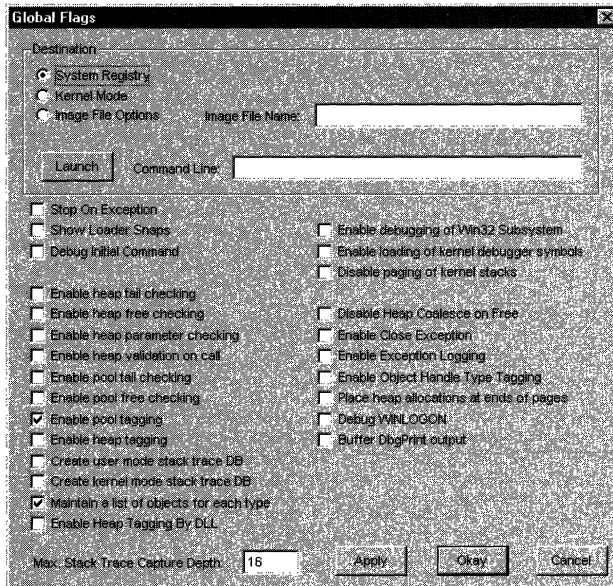 Global Flags
Destination
System Registry
Kernel Mode
Image File Options
Image File Name:
Launch
Command Line:
Stop On Exception
Show Loader Snaps
Debug Initial Command
Enable heap tail checking
Enable heap free checking
Enable heap parameter checking
Enable heap validation on call
Enable pool tail checking
Enable pool free checking
Enable pool tagging
Enable heap tagging
Create user mode stack trace DB
Create kernel mode stack trace DB
Maintain a list of objects for each type
Enable Heap Tagging By DLL
Enable debugging of Win32 Subsystem
Enable loading of kernel debugger symbols
Disable paging of kernel stacks
Disable Heap Coalesce on Free
Enable Close Exception
Enable Exception Logging
Enable Object Handle Type Tagging
Place heap allocations at ends of pages
Debug WINLOGON
Buffer DbgPrint output
Max. Stack Trace Capture Depth:
16
Apply
Okay
Cancel